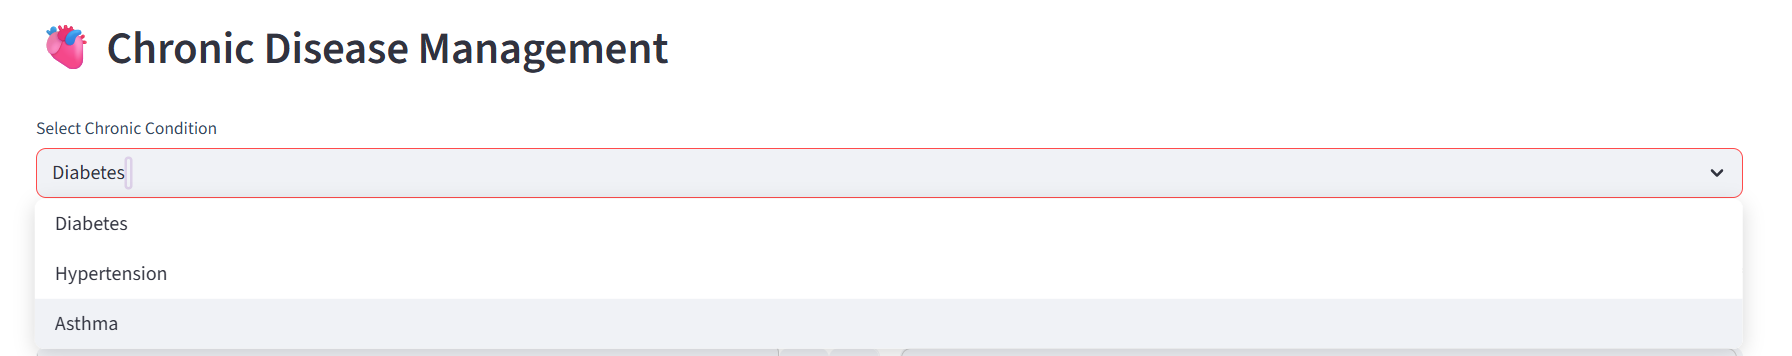 Chronic Disease Management
Select Chronic Condition
Diabetes
Diabetes
Hypertension
Asthma